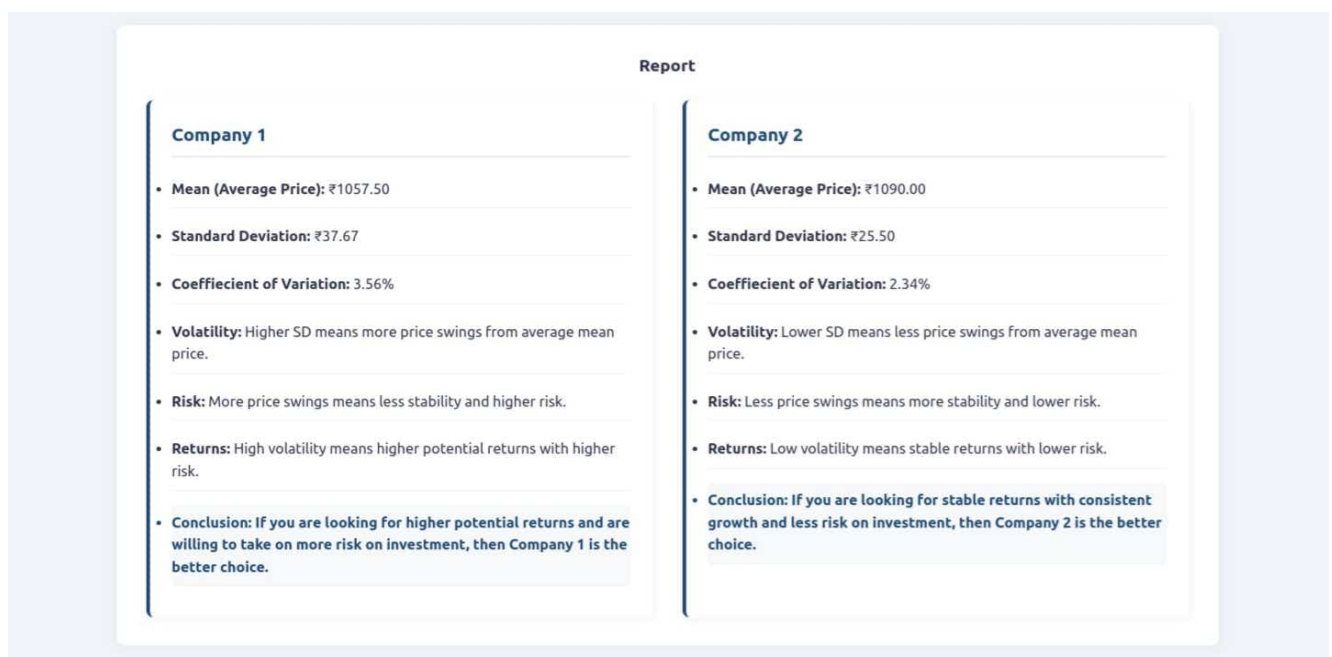 Report
Company 1
• Mean (Average Price): ₹1057.50
• Standard Deviation: ₹37.67
• Coeffiecient of Variation: 3.56%
• Volatility: Higher SD means more price swings from average mean
price.
• Risk: More price swings means less stability and higher risk.
• Returns: High volatility means higher potential returns with higher
risk.
• Conclusion: If you are looking for higher potential returns and are
willing to take on more risk on investment, then Company 1 is the
better choice.
Company 2
• Mean (Average Price): ₹1090.00
• Standard Deviation: ₹25.50
• Coeffiecient of Variation: 2.34%
• Volatility: Lower SD means less price swings from average mean
price.
• Risk: Less price swings means more stability and lower risk.
• Returns: Low volatility means stable returns with lower risk.
• Conclusion: If you are looking for stable returns with consistent
growth and less risk on investment, then Company 2 is the better
choice.